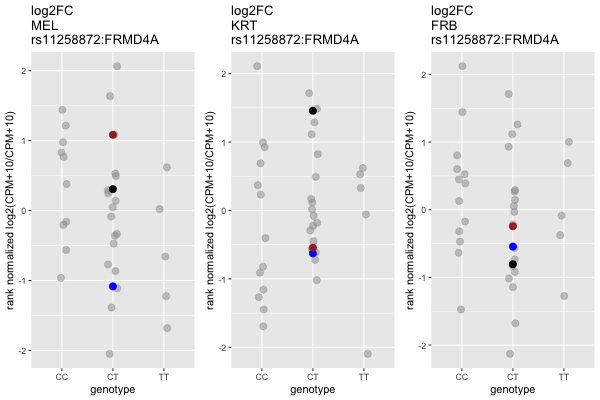 log2FC
MEL
rs11258872:FRMD4A
rank normalized log2(CPM+10/CPM+10)
2
1
0
-1
-2
CC CT TT
genotype
log2FC
KRT
rs11258872:FRMD4A
rank normalized log2(CPM+10/CPM+10)
2
1
0
-1
-2
CC CT TT
genotype
log2FC
FRB
rs11258872:FRMD4A
rank normalized log2(CPM+10/CPM+10)
2
1
0
-1
-2
CC CT TT
genotype